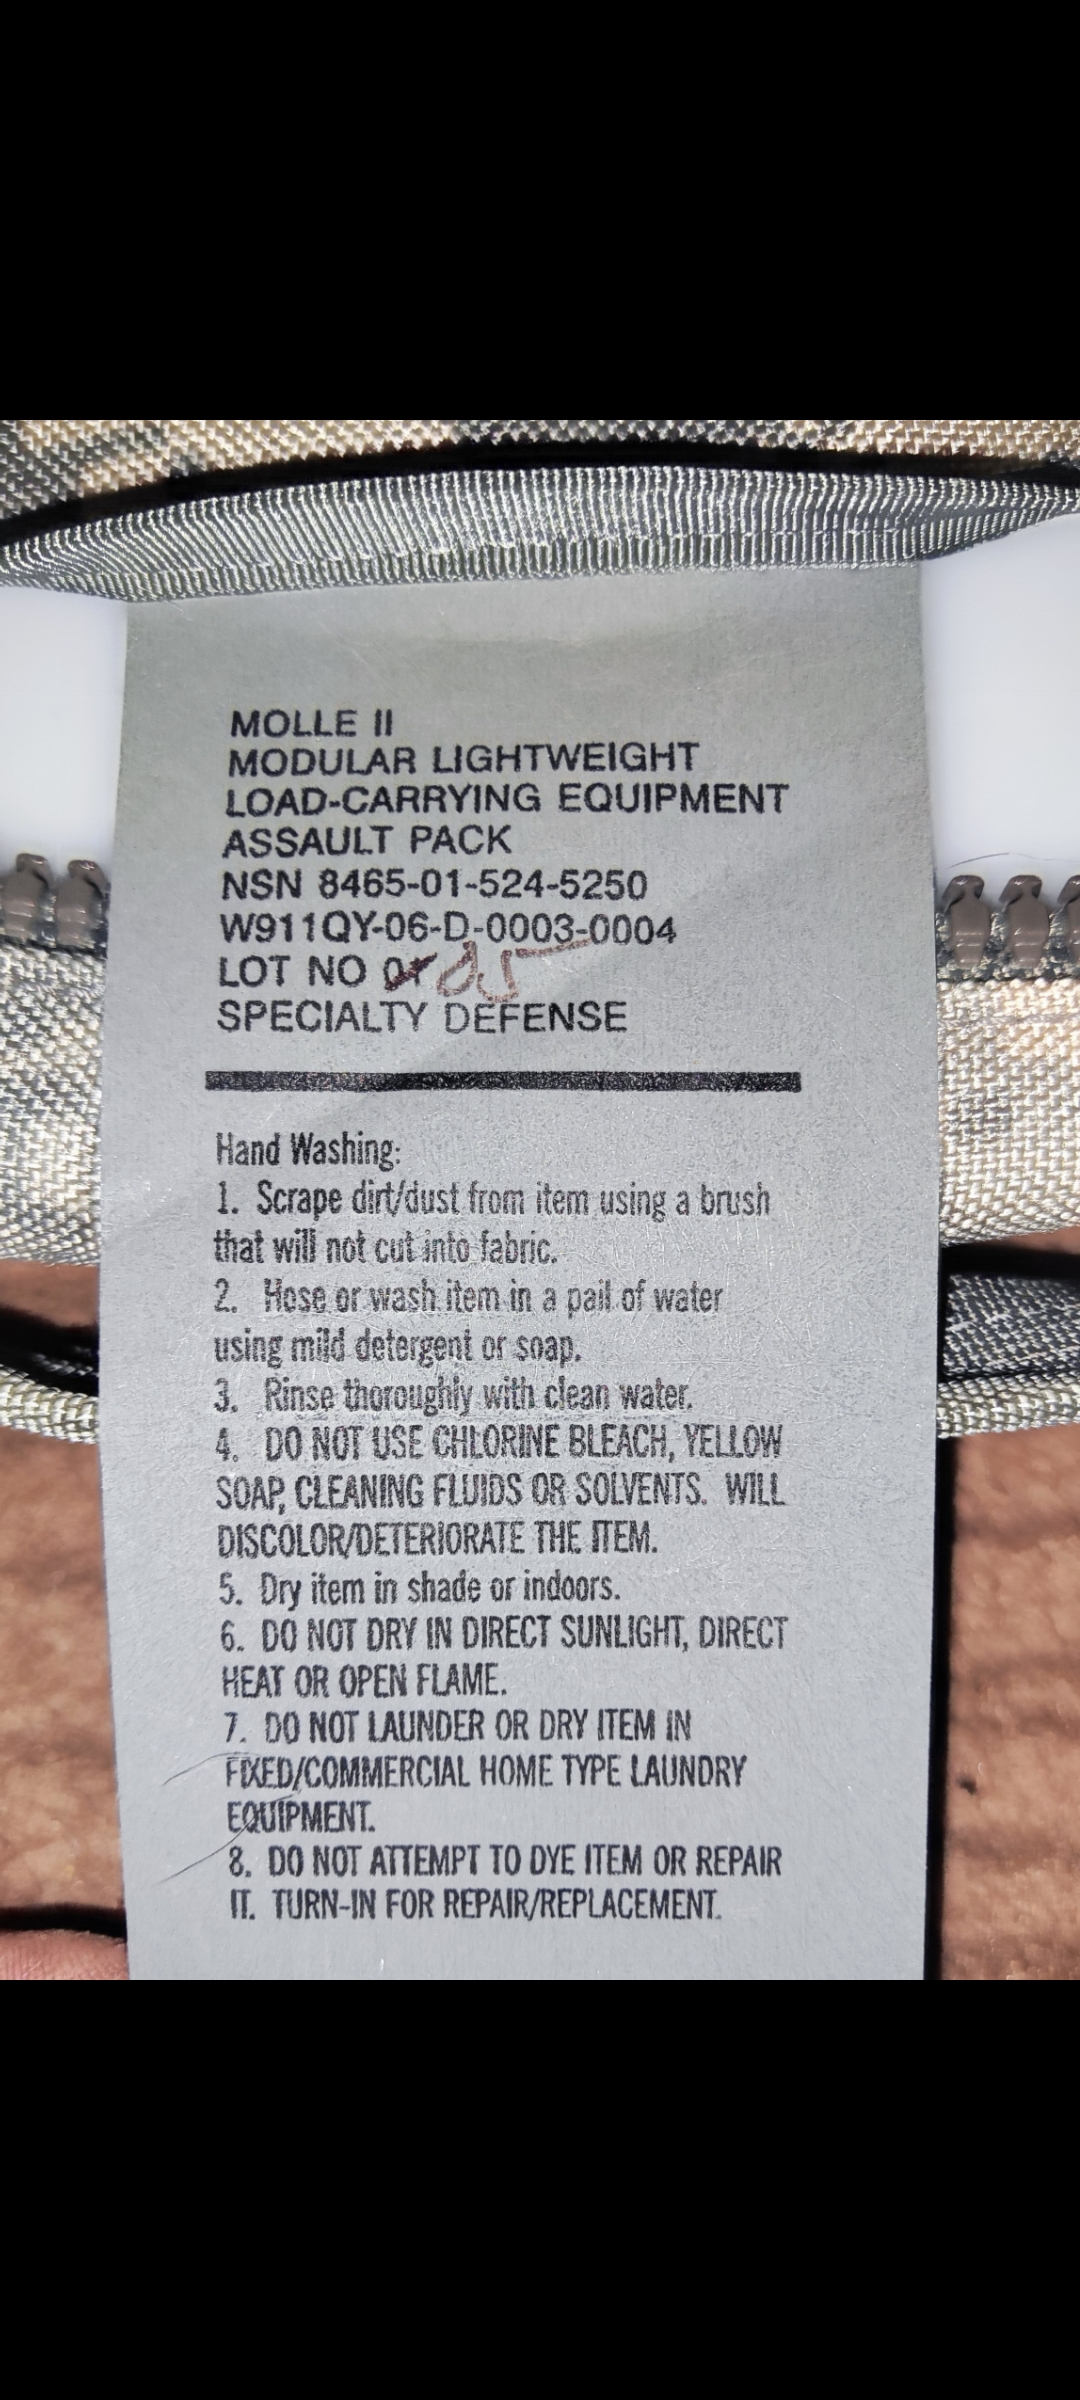 MOLLE II
MODULAR LIGHTWEIGHT
LOAD-CARRYING EQUIPMENT
ASSAULT PACK
NSN 8465-01-524-5250
W911QY-06-D-0003-0004
LOT NO 01 05
SPECIALTY DEFENSE
Hand Washing:
1. Scrape dirt/dust from item using a brush
that will not cut into fabric.
2. Hose or wash item in a pail of water
using mild detergent or soap.
3. Rinse thoroughly with clean water.
4. DO NOT USE CHLORINE BLEACH, YELLOW
SOAP, CLEANING FLUIDS OR SOLVENTS. WILL
DISCOLOR/DETERIORATE THE ITEM.
5. Dry item in shade or indoors.
6. DO NOT DRY IN DIRECT SUNLIGHT, DIRECT
HEAT OR OPEN FLAME.
7. DO NOT LAUNDER OR DRY ITEM IN
FIXED/COMMERCIAL HOME TYPE LAUNDRY
EQUIPMENT.
8. DO NOT ATTEMPT TO DYE ITEM OR REPAIR
IT. TURN-IN FOR REPAIR/REPLACEMENT.